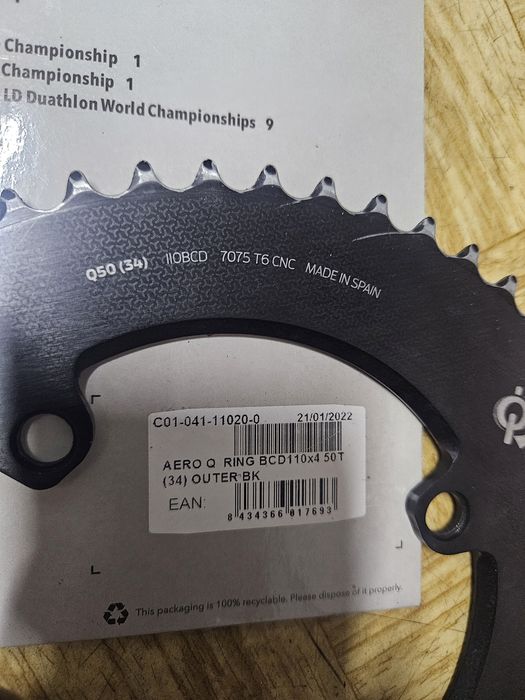 Championship 1
Championship 1
LD Duathlon World Championships 9
Q50 (34) 110BCD 7075 T6 CNC MADE IN SPAIN
C01-041-11020-0 21/01/2022
AERO Q RING BCD110x4 50T
(34) OUTER BK
EAN:
8 434366 017693
This packaging is 100% recyclable. Please dispose of it properly.